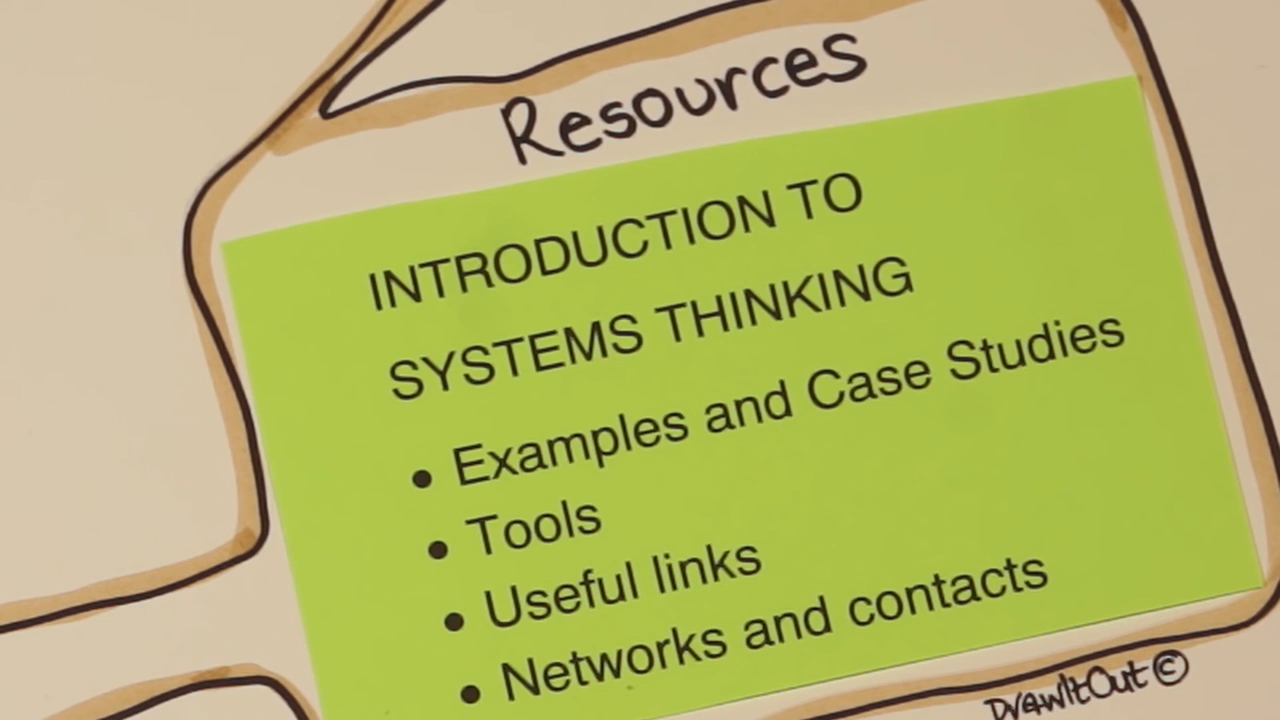 Resources
INTRODUCTION TO
SYSTEMS THINKING
• Examples and Case Studies
• Tools
• Useful links
• Networks and contacts
DrawItOut ©